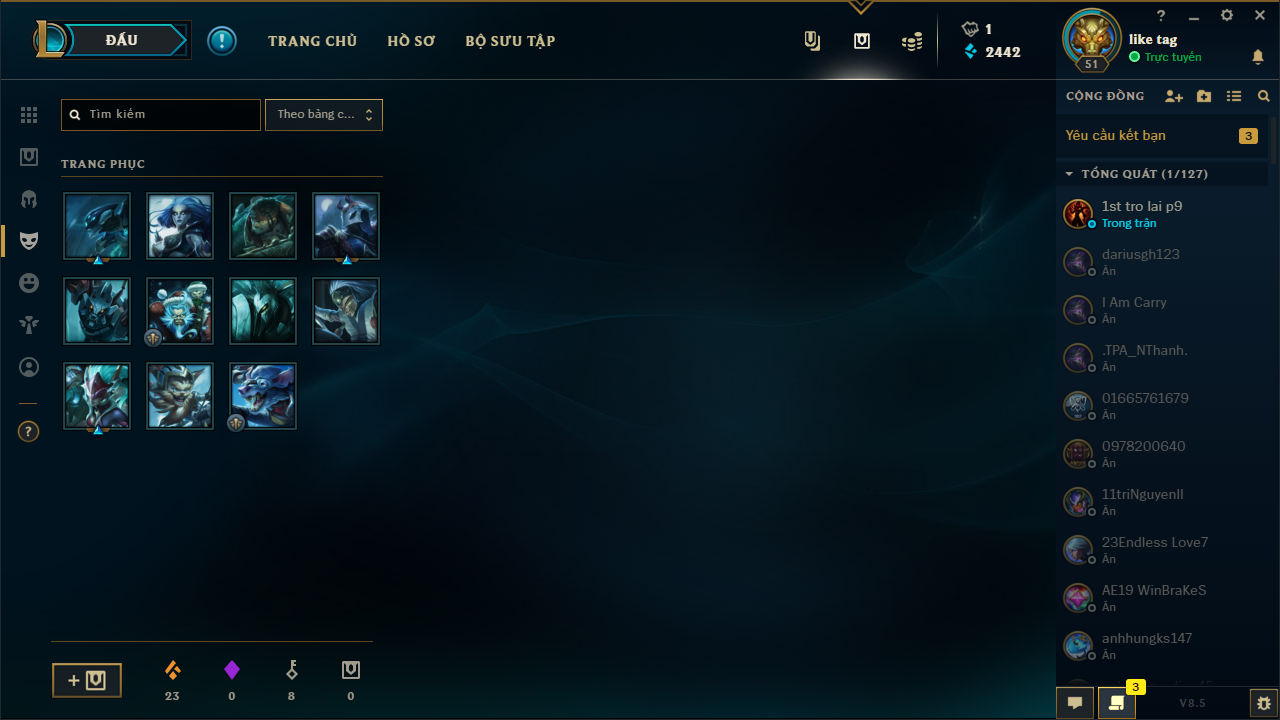 ĐẤU
TRANG CHỦ
HỒ SƠ
BỘ SƯU TẬP
1
2442
51
like tag
Trực tuyến
Tìm kiếm
Theo bảng c...
TRANG PHỤC
23
0
8
0
CỘNG ĐỒNG
Yêu cầu kết bạn
3
TỔNG QUÁT (1/127)
1st tro lai p9
Trong trận
dariusgh123
Ẩn
I Am Carry
Ẩn
.TPA_NThanh.
Ẩn
01665761679
Ẩn
0978200640
Ẩn
11triNguyenII
Ẩn
23Endless Love7
Ẩn
AE19 WinBraKeS
Ẩn
anhhungks147
Ẩn
3
V8.5